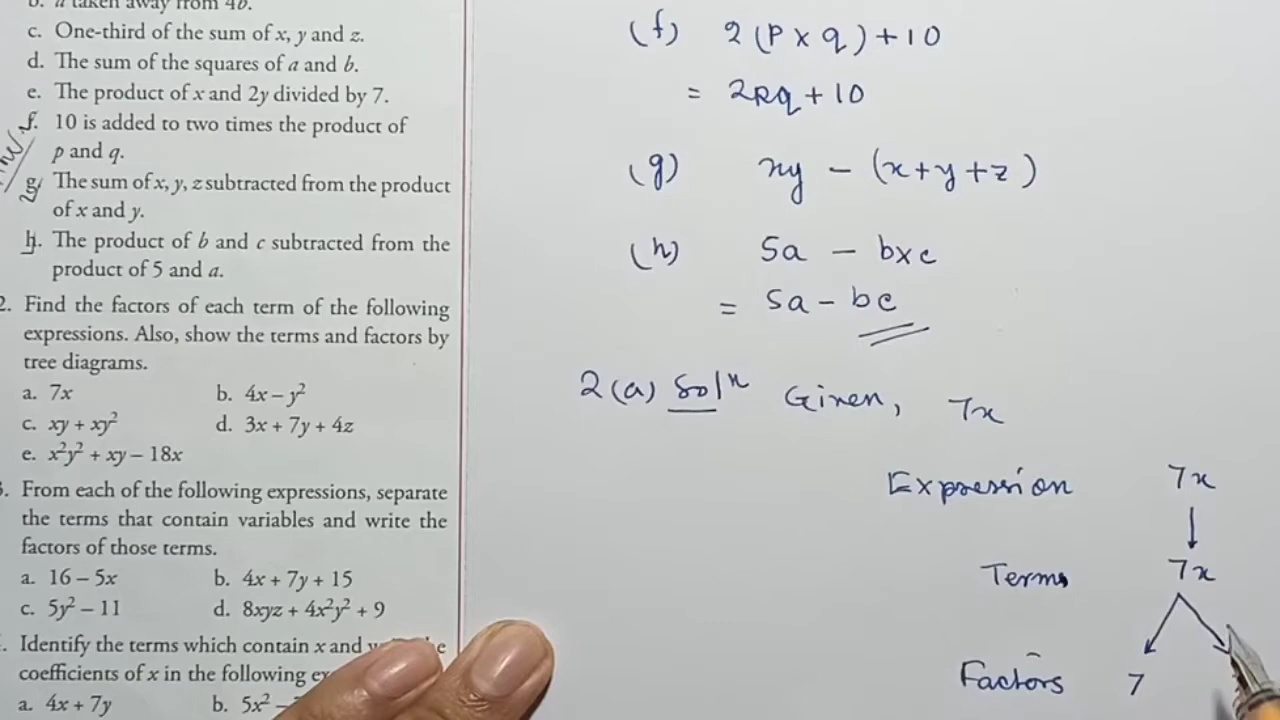 b. a taken away from 4b.
c. One-third of the sum of x, y and z.
d. The sum of the squares of a and b.
e. The product of x and 2y divided by 7.
f. 10 is added to two times the product of
p and q.
g. The sum of x, y, z subtracted from the product
of x and y.
h. The product of b and c subtracted from the
product of 5 and a.
2. Find the factors of each term of the following
expressions. Also, show the terms and factors by
tree diagrams.
a. 7x b. 4x – y²
c. xy + xy² d. 3x + 7y + 4z
e. x²y² + xy – 18x
3. From each of the following expressions, separate
the terms that contain variables and write the
factors of those terms.
a. 16 – 5x b. 4x + 7y + 15
c. 5y² – 11 d. 8xyz + 4x²y² + 9
. Identify the terms which contain x and
coefficients of x in the following
a. 4x + 7y b. 5x² –
(f) 2(p × q) + 10
= 2pq + 10
(g) xy – (x+y+z)
(h) 5a – b×c
= 5a – bc
2(a) Solⁿ Given, 7x
Expression 7x
Terms 7x
Factors 7